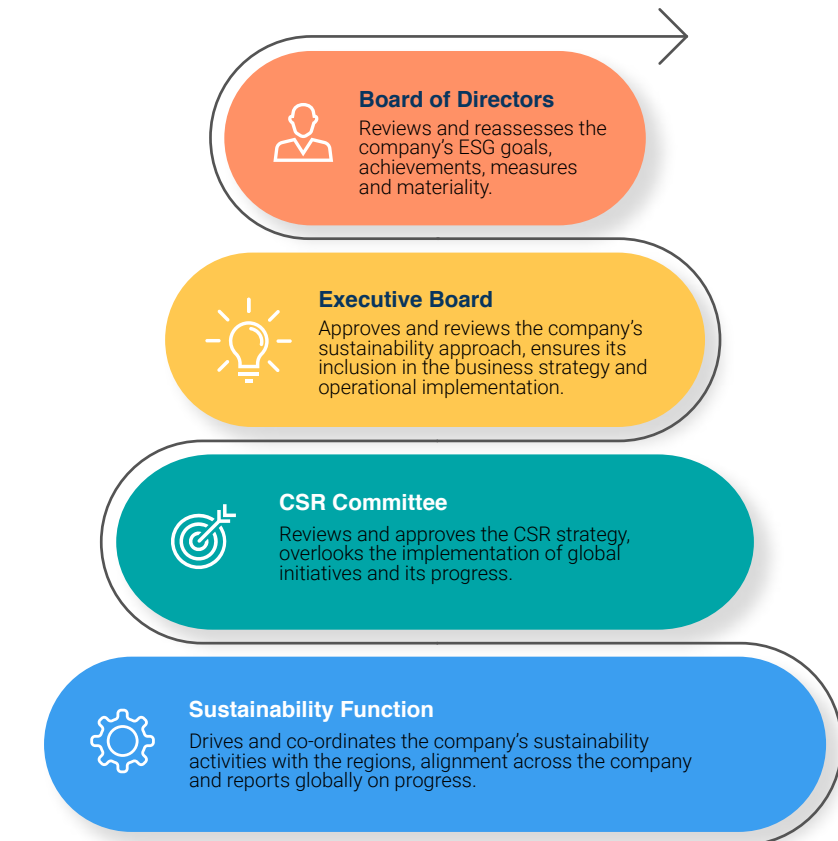 Board of Directors
Reviews and reassesses the
company’s ESG goals,
achievements, measures
and materiality.
Executive Board
Approves and reviews the company’s
sustainability approach, ensures its
inclusion in the business strategy and
operational implementation.
CSR Committee
Reviews and approves the CSR strategy,
overlooks the implementation of global
initiatives and its progress.
Sustainability Function
Drives and co-ordinates the company’s sustainability
activities with the regions, alignment across the company
and reports globally on progress.